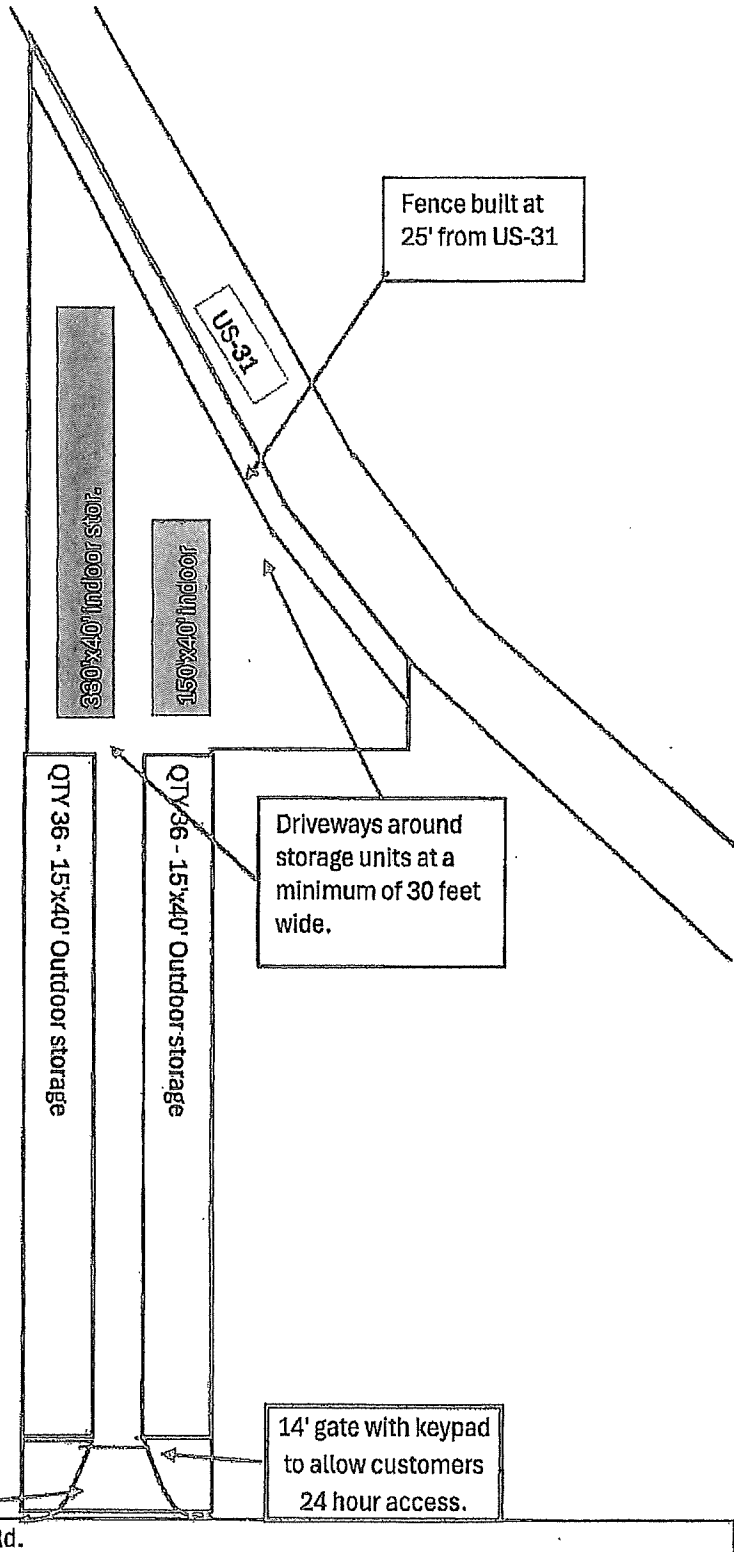 Fence built at
25' from US-31
US-31
330'x40' indoor stor.
150'x40' indoor
Driveways around
storage units at a
minimum of 30 feet
wide.
QTY 36 - 15'x40' Outdoor storage
QTY 36 - 15'x40' Outdoor storage
14' gate with keypad
to allow customers
24 hour access.
Rd.